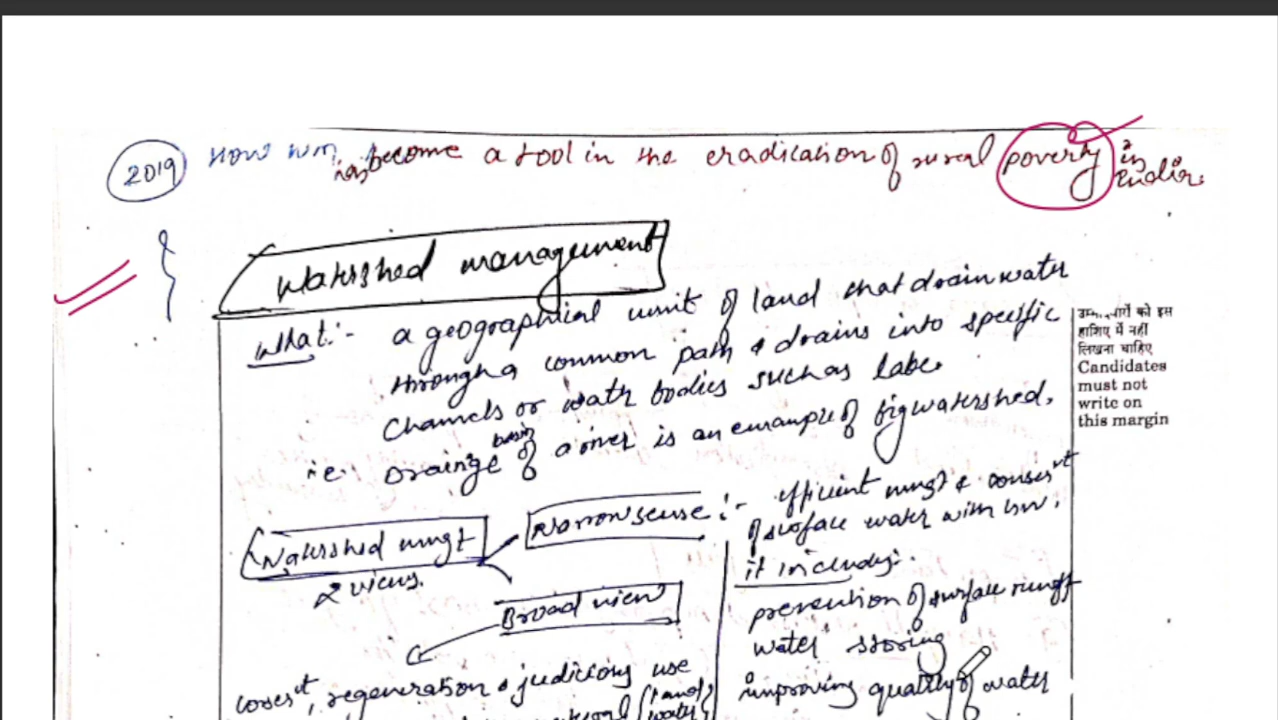 2019 How wm has become a tool in the eradication of rural poverty in India.
Watershed management
What:- a geographical unit of land that drain water
through a common path & drains into specific
channels or water bodies such as lake.
i.e. drainage basin of a river is an example of big watershed.
Watershed mngt
2 views.
Narrow sense :- efficient mngt & conservt
of surface water with
it includes:
prevention of surface runoff
water storing
improving quality of water
Broad view
conservt, regeneration & judicious use
(land
water
उम्मीदवारों को इस
हाशिए में नहीं
लिखना चाहिए
Candidates
must not
write on
this margin